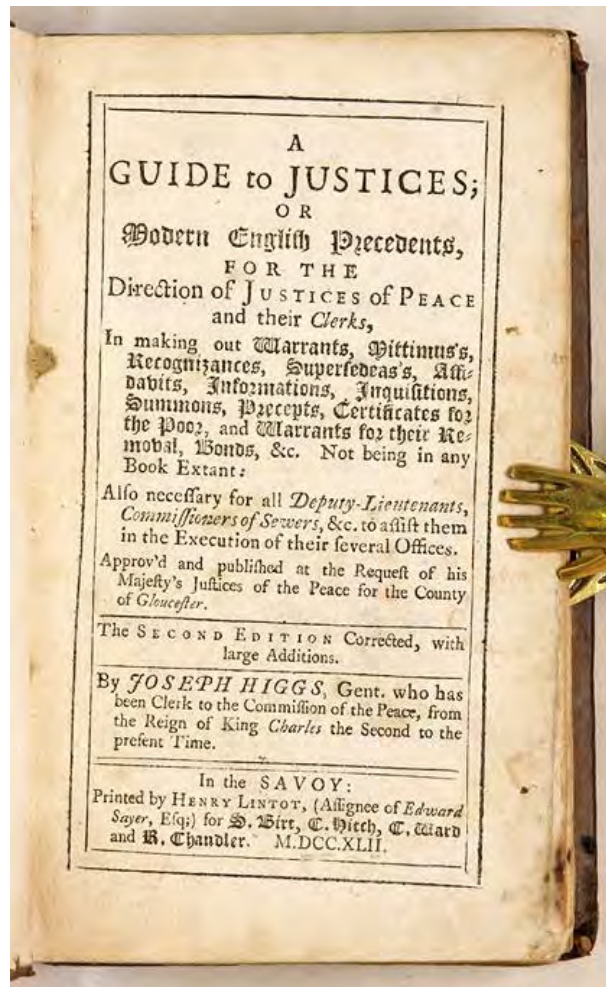 A
GUIDE to JUSTICES;
OR
Modern English Precedents,
FOR THE
Direction of JUSTICES of PEACE
and their Clerks,
In making out Warrants, Mittimus's,
Recognizances, Superſedeas's, Affi-
davits, Informations, Inquiſitions,
Summons, Precepts, Certificates for
the Poor, and Warrants for their Re-
moval, Bonds, &c. Not being in any
Book Extant:
Alſo neceſſary for all Deputy-Lieutenants,
Commiſſioners of Sewers, &c. to aſſiſt them
in the Execution of their ſeveral Offices.
Approv'd and publiſhed at the Requeſt of his
Majeſty's Juſtices of the Peace for the County
of Glouceſter.
The SECOND EDITION Corrected, with
large Additions.
By JOSEPH HIGGS, Gent. who has
been Clerk to the Commiſſion of the Peace, from
the Reign of King Charles the Second to the
preſent Time.
In the SAVOY:
Printed by HENRY LINTOT, (Aſſignee of Edward
Sayer, Eſq;) for S. Birt, C. Hitch, C. Ward
and R. Chandler. M.DCC.XLII.